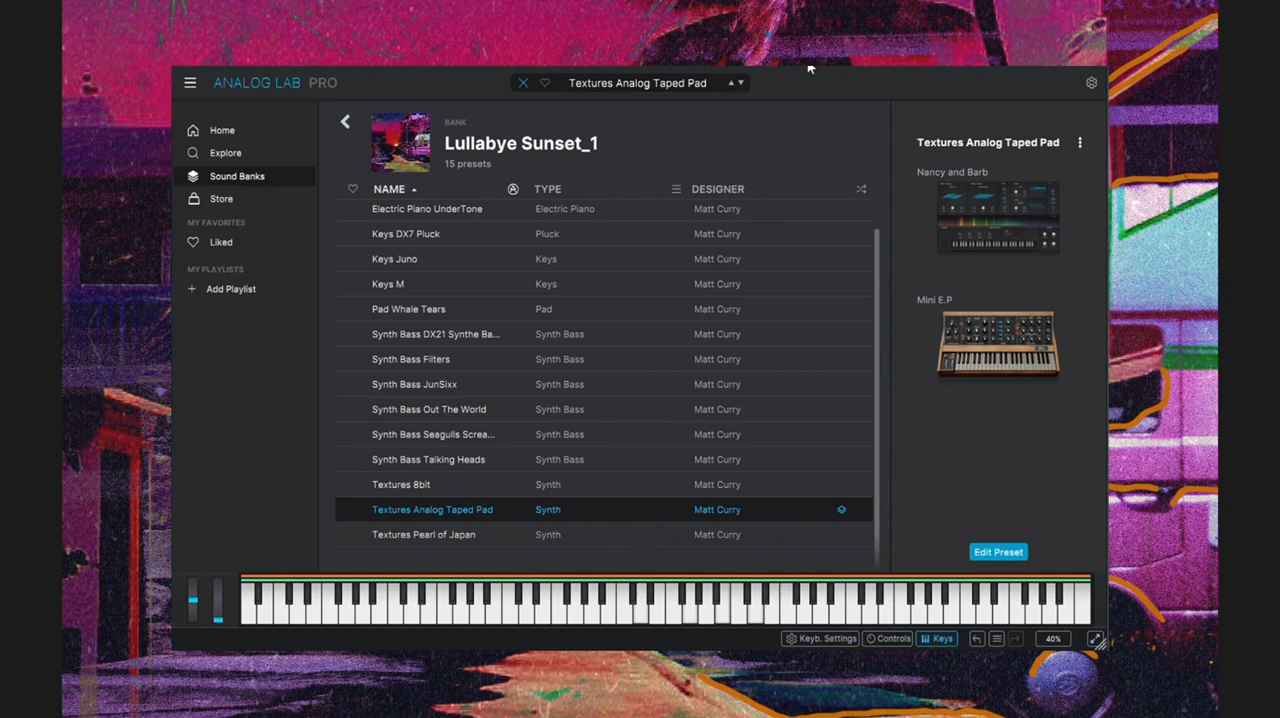 ANALOG LAB PRO
Textures Analog Taped Pad
Home
Explore
Sound Banks
Store
MY FAVORITES
Liked
MY PLAYLISTS
Add Playlist
BANK
Lullabye Sunset_1
15 presets
NAME TYPE DESIGNER
Electric Piano UnderTone Electric Piano Matt Curry
Keys DX7 Pluck Pluck Matt Curry
Keys Juno Keys Matt Curry
Keys M Keys Matt Curry
Pad Whale Tears Pad Matt Curry
Synth Bass DX21 Synthe Ba... Synth Bass Matt Curry
Synth Bass Filters Synth Bass Matt Curry
Synth Bass JunSixx Synth Bass Matt Curry
Synth Bass Out The World Synth Bass Matt Curry
Synth Bass Seagulls Screa... Synth Bass Matt Curry
Synth Bass Talking Heads Synth Bass Matt Curry
Textures 8bit Synth Matt Curry
Textures Analog Taped Pad Synth Matt Curry
Textures Pearl of Japan Synth Matt Curry
Textures Analog Taped Pad
Nancy and Barb
Mini E.P
Edit Preset
Keyb. Settings Controls Keys 40%